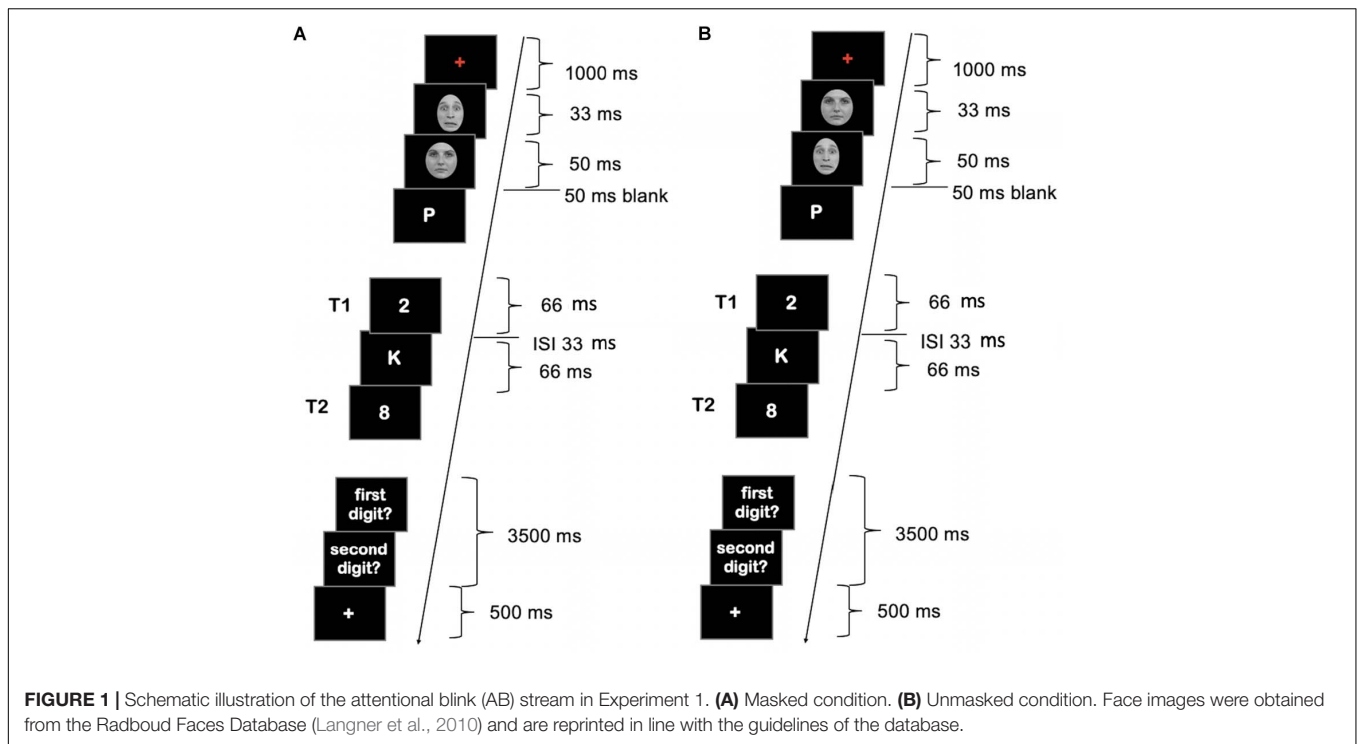 A
+
1000 ms
33 ms
50 ms
50 ms blank
P
T1
2
66 ms
ISI 33 ms
K
66 ms
T2
8
first
digit?
second
digit?
3500 ms
+
500 ms
B
+
1000 ms
33 ms
50 ms
50 ms blank
P
T1
2
66 ms
ISI 33 ms
K
66 ms
T2
8
first
digit?
second
digit?
3500 ms
+
500 ms
FIGURE 1 | Schematic illustration of the attentional blink (AB) stream in Experiment 1. (A) Masked condition. (B) Unmasked condition. Face images were obtained
from the Radboud Faces Database (Langner et al., 2010) and are reprinted in line with the guidelines of the database.